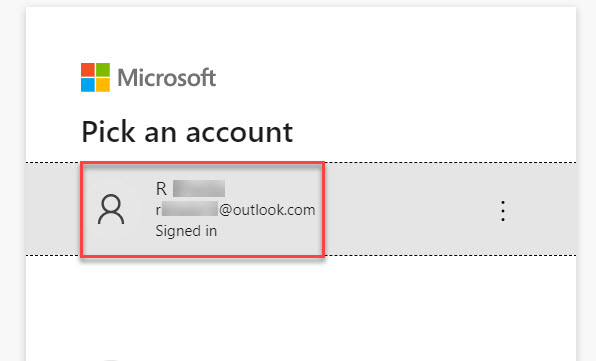 Microsoft
Pick an account
R
r @outlook.com
Signed in